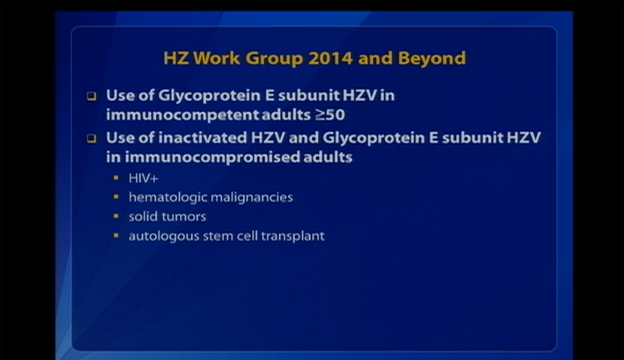 HZ Work Group 2014 and Beyond
Use of Glycoprotein E subunit HZV in
immunocompetent adults ≥50
Use of inactivated HZV and Glycoprotein E subunit HZV
in immunocompromised adults
HIV+
hematologic malignancies
solid tumors
autologous stem cell transplant